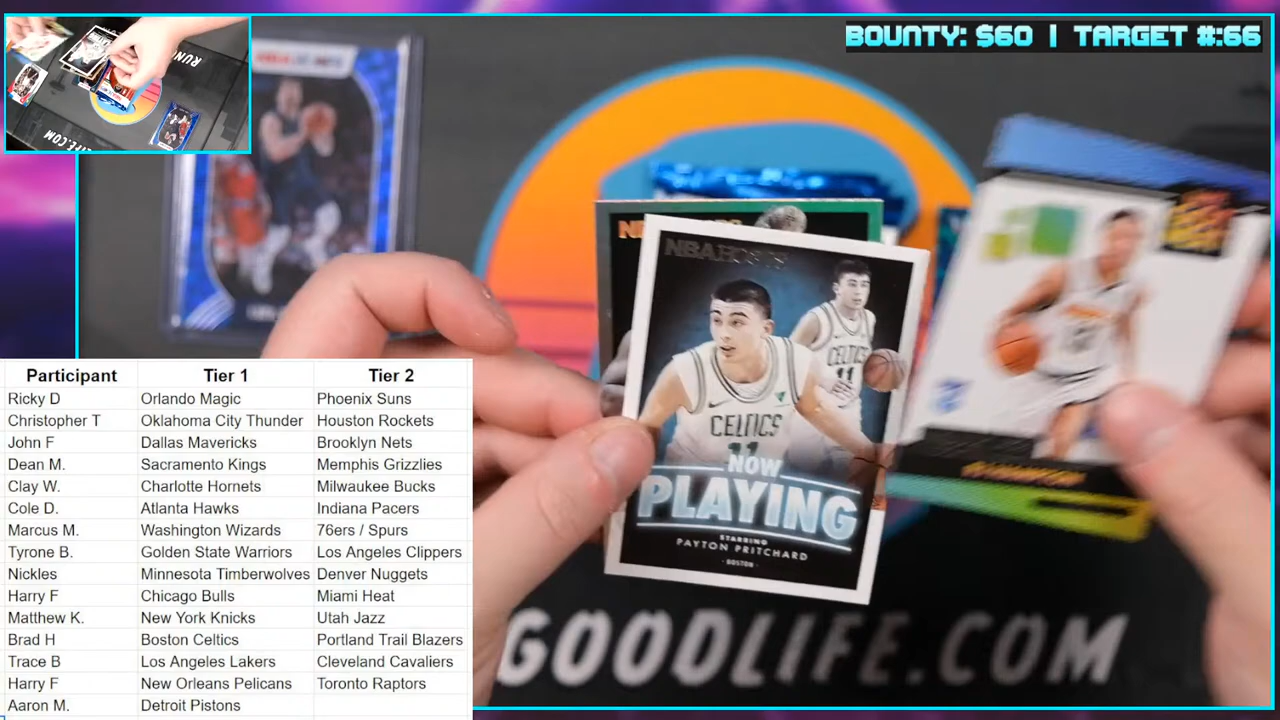 BOUNTY: $60 | TARGET #:66
NBA HOOPS
CELTICS
11
CELTICS
11
NOW
PLAYING
STARRING
PAYTON PRITCHARD
· BOSTON ·
GOODLIFE.COM
Participant Tier 1 Tier 2
Ricky D Orlando Magic Phoenix Suns
Christopher T Oklahoma City Thunder Houston Rockets
John F Dallas Mavericks Brooklyn Nets
Dean M. Sacramento Kings Memphis Grizzlies
Clay W. Charlotte Hornets Milwaukee Bucks
Cole D. Atlanta Hawks Indiana Pacers
Marcus M. Washington Wizards 76ers / Spurs
Tyrone B. Golden State Warriors Los Angeles Clippers
Nickles Minnesota Timberwolves Denver Nuggets
Harry F Chicago Bulls Miami Heat
Matthew K. New York Knicks Utah Jazz
Brad H Boston Celtics Portland Trail Blazers
Trace B Los Angeles Lakers Cleveland Cavaliers
Harry F New Orleans Pelicans Toronto Raptors
Aaron M. Detroit Pistons